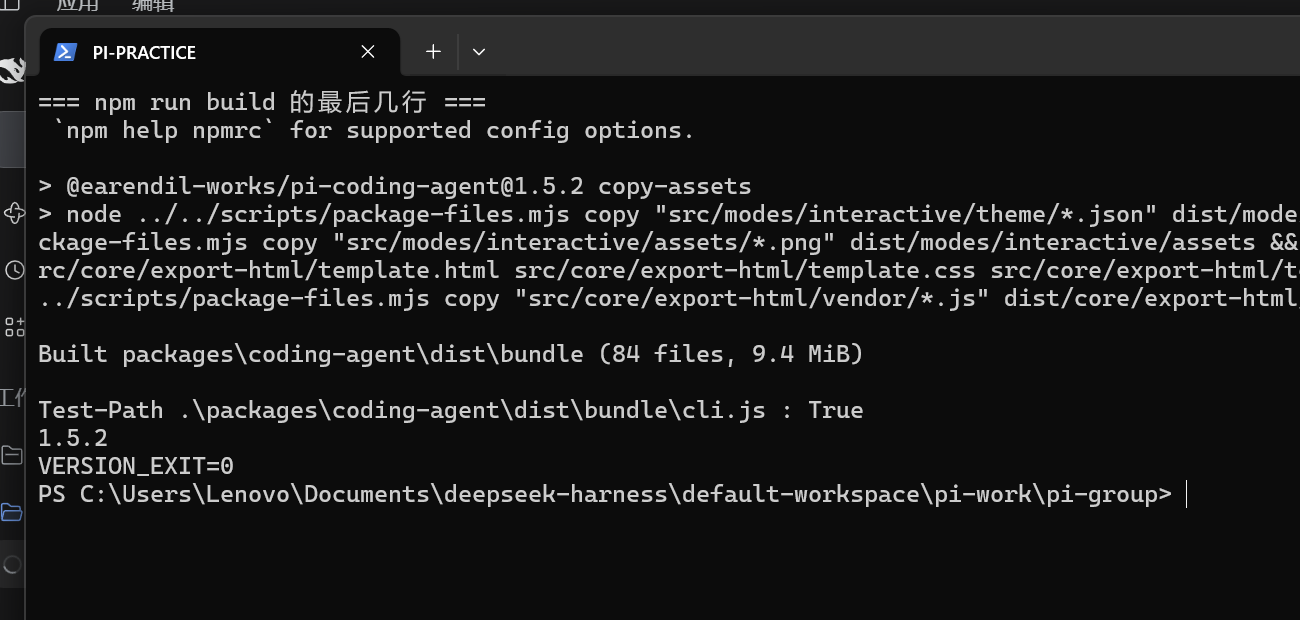 应用 编辑
PI-PRACTICE
=== npm run build 的最后几行 ===
`npm help npmrc` for supported config options.
> @earendil-works/pi-coding-agent@1.5.2 copy-assets
> node ../../scripts/package-files.mjs copy "src/modes/interactive/theme/*.json" dist/mode
ckage-files.mjs copy "src/modes/interactive/assets/*.png" dist/modes/interactive/assets &&
rc/core/export-html/template.html src/core/export-html/template.css src/core/export-html/t
../scripts/package-files.mjs copy "src/core/export-html/vendor/*.js" dist/core/export-html/
Built packages\coding-agent\dist\bundle (84 files, 9.4 MiB)
Test-Path .\packages\coding-agent\dist\bundle\cli.js : True
1.5.2
VERSION_EXIT=0
PS C:\Users\Lenovo\Documents\deepseek-harness\default-workspace\pi-work\pi-group>